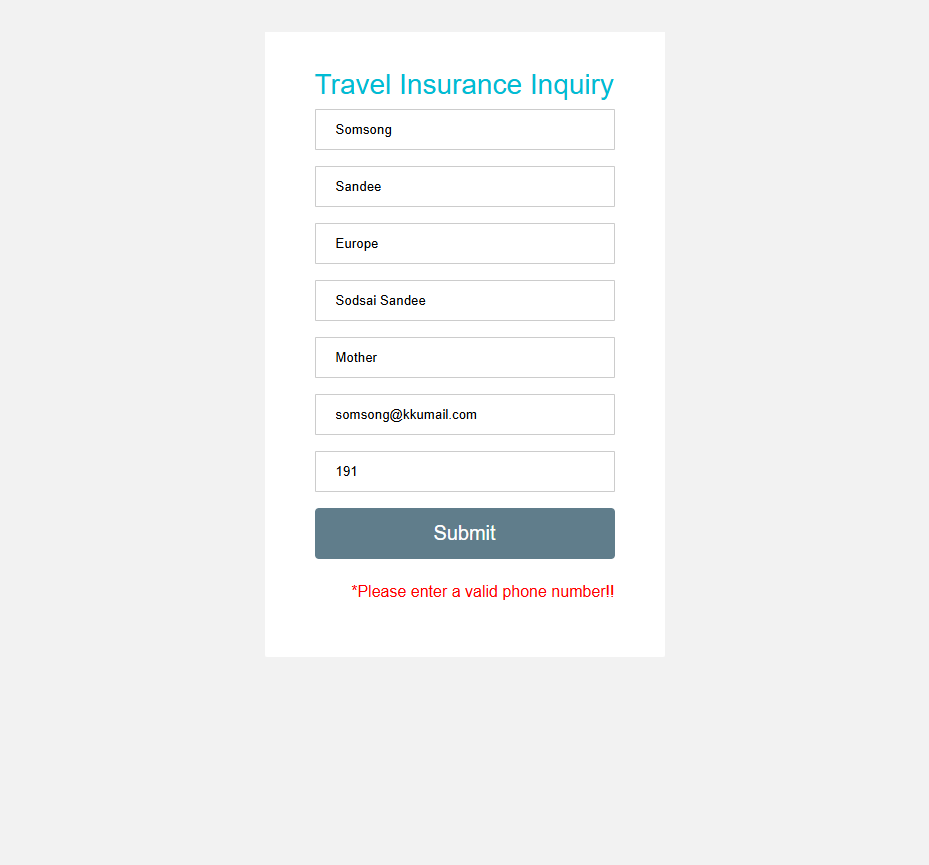 Travel Insurance Inquiry
Somsong
Sandee
Europe
Sodsai Sandee
Mother
somsong@kkumail.com
191
Submit
*Please enter a valid phone number!!